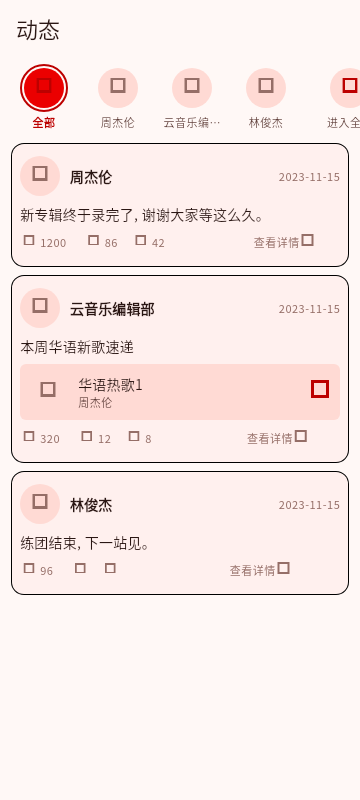 动态
全部
周杰伦
云音乐编…
林俊杰
进入全
周杰伦
2023-11-15
新专辑终于录完了, 谢谢大家等这么久。
1200 86 42 查看详情
云音乐编辑部
2023-11-15
本周华语新歌速递
华语热歌1
周杰伦
320 12 8 查看详情
林俊杰
2023-11-15
练团结束, 下一站见。
96 查看详情